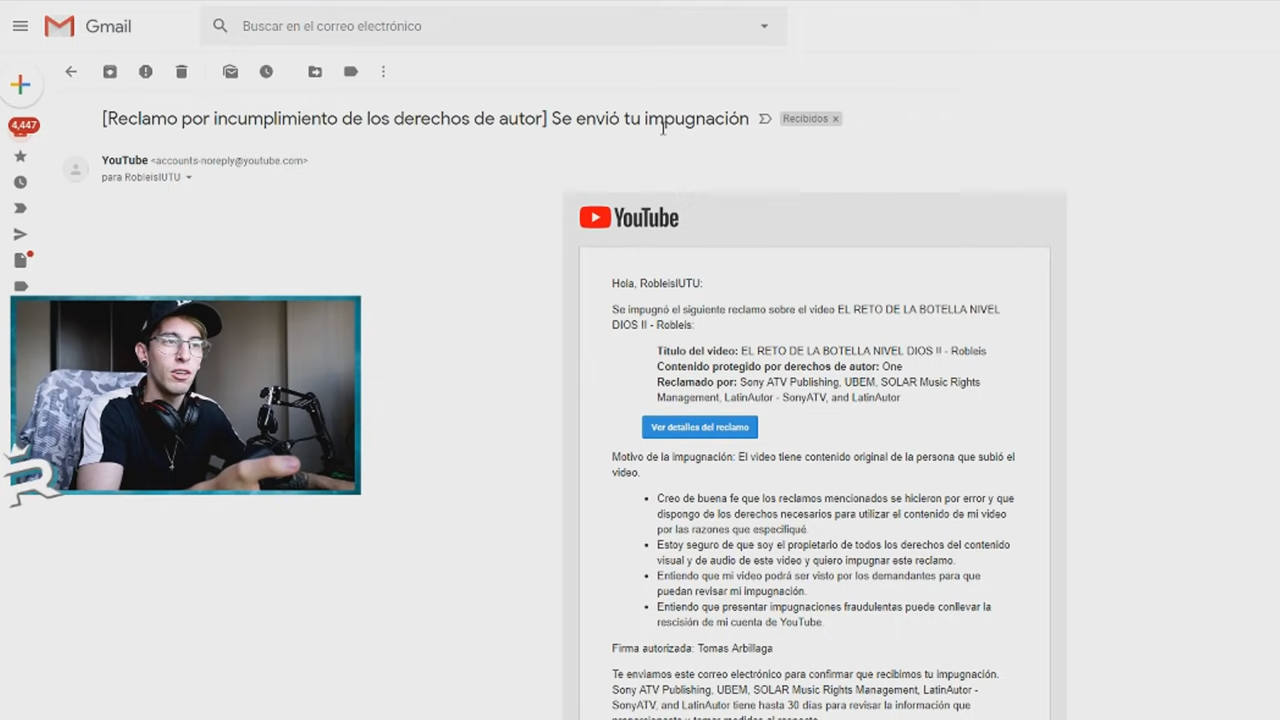 Gmail
Buscar en el correo electrónico
4,447
[Reclamo por incumplimiento de los derechos de autor] Se envió tu impugnación
Recibidos x
YouTube <accounts-noreply@youtube.com>
para RobleisIUTU
YouTube
Hola, RobleisIUTU:
Se impugnó el siguiente reclamo sobre el video EL RETO DE LA BOTELLA NIVEL
DIOS II - Robleis:
Título del video: EL RETO DE LA BOTELLA NIVEL DIOS II - Robleis
Contenido protegido por derechos de autor: One
Reclamado por: Sony ATV Publishing, UBEM, SOLAR Music Rights
Management, LatinAutor - SonyATV, and LatinAutor
Ver detalles del reclamo
Motivo de la impugnación: El video tiene contenido original de la persona que subió el
video.
• Creo de buena fe que los reclamos mencionados se hicieron por error y que
dispongo de los derechos necesarios para utilizar el contenido de mi video
por las razones que especifiqué.
• Estoy seguro de que soy el propietario de todos los derechos del contenido
visual y de audio de este video y quiero impugnar este reclamo.
• Entiendo que mi video podrá ser visto por los demandantes para que
puedan revisar mi impugnación.
• Entiendo que presentar impugnaciones fraudulentas puede conllevar la
rescisión de mi cuenta de YouTube.
Firma autorizada: Tomas Arbillaga
Te enviamos este correo electrónico para confirmar que recibimos tu impugnación.
Sony ATV Publishing, UBEM, SOLAR Music Rights Management, LatinAutor -
SonyATV, and LatinAutor tiene hasta 30 días para revisar la información que